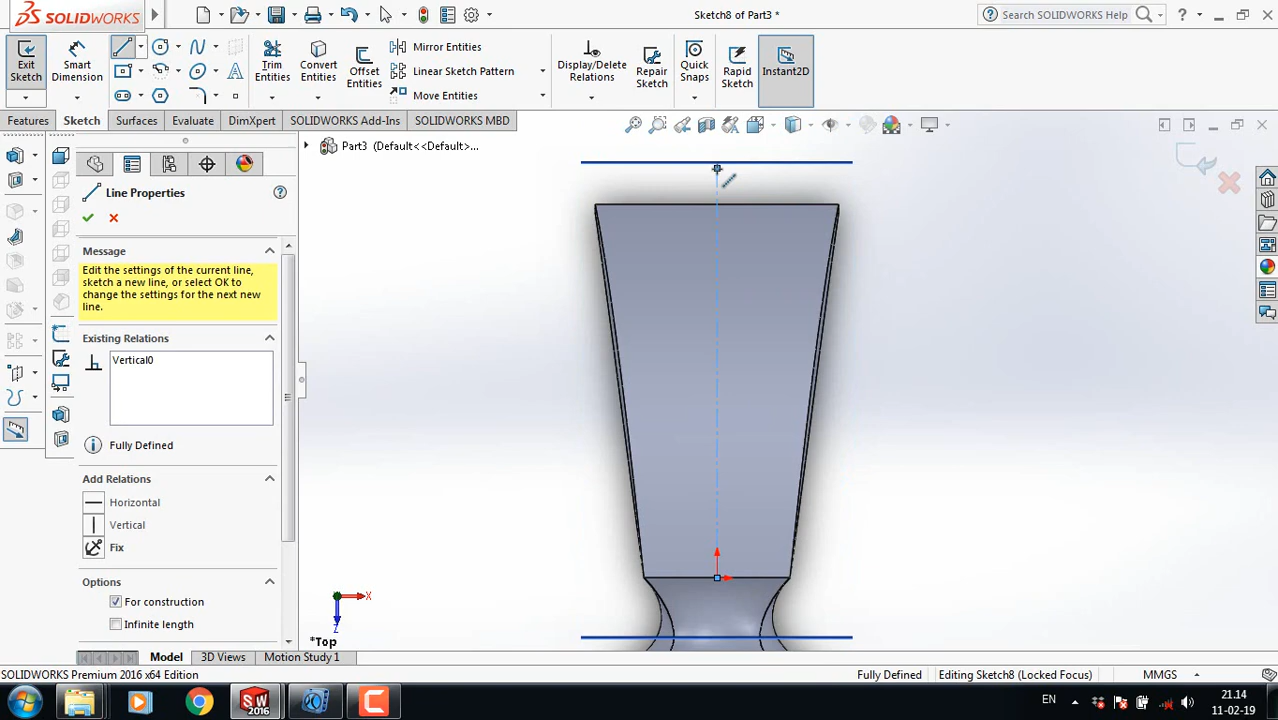 SOLIDWORKS
Sketch8 of Part3 *
Search SOLIDWORKS Help
Exit Sketch
Smart Dimension
Trim Entities
Convert Entities
Offset Entities
Mirror Entities
Linear Sketch Pattern
Move Entities
Display/Delete Relations
Repair Sketch
Quick Snaps
Rapid Sketch
Instant2D
Features
Sketch
Surfaces
Evaluate
DimXpert
SOLIDWORKS Add-Ins
SOLIDWORKS MBD
Part3 (Default<<Default>...
Line Properties
Message
Edit the settings of the current line,
sketch a new line, or select OK to
change the settings for the next new
line.
Existing Relations
Vertical0
Fully Defined
Add Relations
Horizontal
Vertical
Fix
Options
For construction
Infinite length
X
Z
*Top
Model
3D Views
Motion Study 1
SOLIDWORKS Premium 2016 x64 Edition
Fully Defined
Editing Sketch8 (Locked Focus)
MMGS
SW
2016
EN
21.14
11-02-19